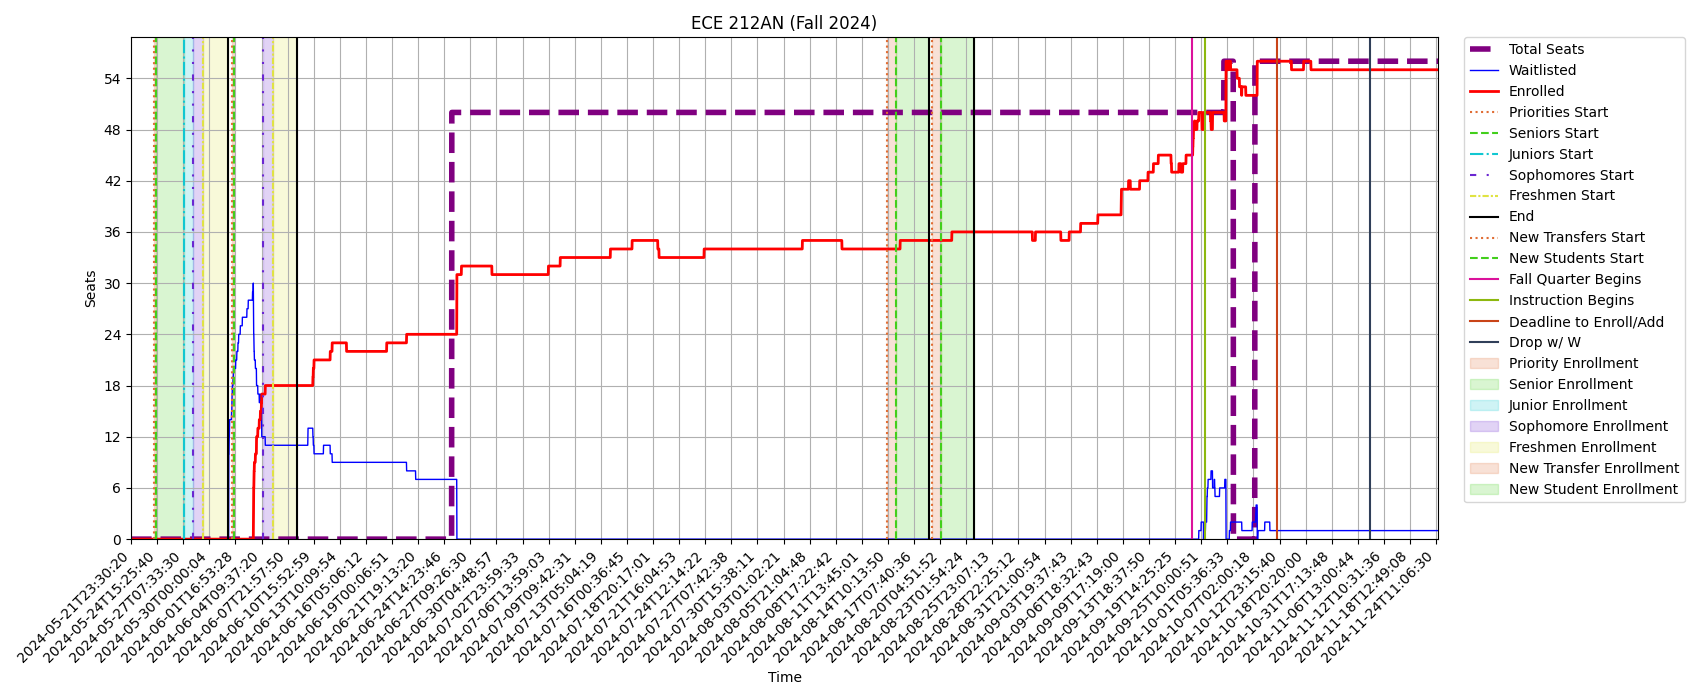 ECE 212AN (Fall 2024)
Seats
54
48
42
36
30
24
18
12
6
0
2024-05-21T23:30:20
2024-05-24T15:25:40
2024-05-27T07:33:30
2024-05-30T00:00:04
2024-06-01T16:53:28
2024-06-04T09:37:20
2024-06-07T21:57:50
2024-06-10T15:52:59
2024-06-13T10:09:54
2024-06-16T05:06:12
2024-06-19T00:06:51
2024-06-21T19:13:20
2024-06-24T14:23:46
2024-06-27T09:26:30
2024-06-30T04:48:57
2024-07-02T23:59:33
2024-07-06T13:59:03
2024-07-09T09:42:31
2024-07-13T05:04:19
2024-07-16T00:36:45
2024-07-18T20:17:01
2024-07-21T16:04:53
2024-07-24T12:14:22
2024-07-27T07:42:38
2024-07-30T15:38:11
2024-08-03T01:02:21
2024-08-05T21:04:48
2024-08-08T17:22:42
2024-08-11T13:45:01
2024-08-14T10:13:50
2024-08-17T07:40:36
2024-08-20T04:51:52
2024-08-23T01:54:24
2024-08-25T23:07:13
2024-08-28T22:25:12
2024-08-31T21:00:54
2024-09-03T19:37:43
2024-09-06T18:32:43
2024-09-09T17:19:00
2024-09-13T18:37:50
2024-09-19T14:25:25
2024-09-25T10:00:51
2024-10-01T05:36:33
2024-10-07T02:00:18
2024-10-12T23:15:40
2024-10-18T20:20:00
2024-10-31T17:13:48
2024-11-06T13:00:44
2024-11-12T10:31:36
2024-11-18T12:49:08
2024-11-24T11:06:30
Time
Total Seats
Waitlisted
Enrolled
Priorities Start
Seniors Start
Juniors Start
Sophomores Start
Freshmen Start
End
New Transfers Start
New Students Start
Fall Quarter Begins
Instruction Begins
Deadline to Enroll/Add
Drop w/ W
Priority Enrollment
Senior Enrollment
Junior Enrollment
Sophomore Enrollment
Freshmen Enrollment
New Transfer Enrollment
New Student Enrollment